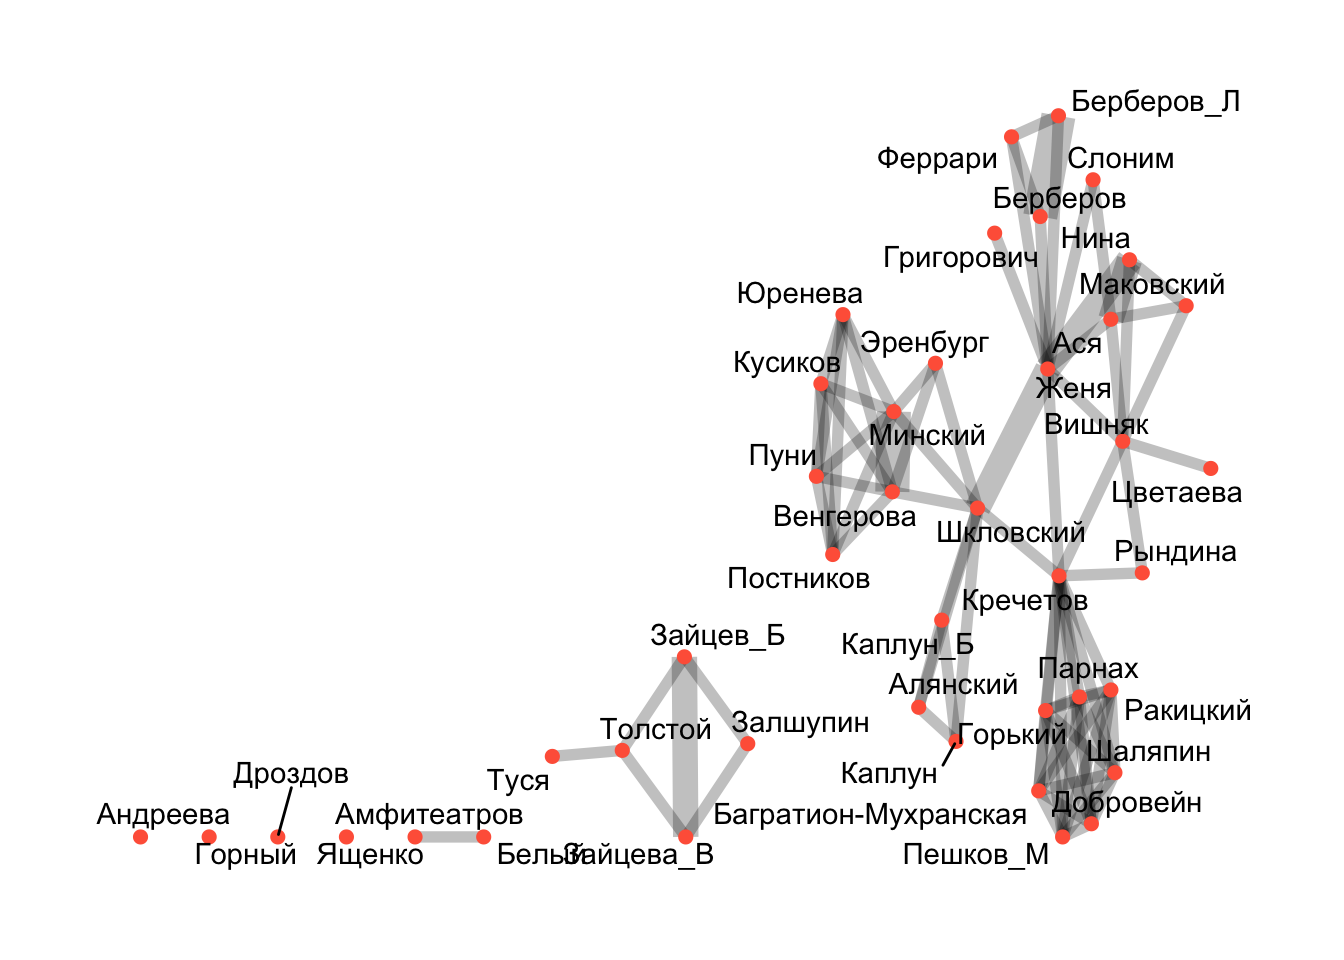 Берберов_Л
Феррари
Слоним
Берберов
Нина
Григорович
Маковский
Юренева
Эренбург
Ася
Кусиков
Женя
Вишняк
Минский
Пуни
Цветаева
Венгерова
Шкловский
Рындина
Постников
Кречетов
Зайцев_Б
Каплун_Б
Парнах
Алянский
Ракицкий
Толстой
Залшупин
Горький
Шаляпин
Дроздов
Туся
Каплун
Добровейн
Андреева
Амфитеатров
Багратион-Мухранская
Горный
Ященко
Белый
Зайцева_В
Пешков_М